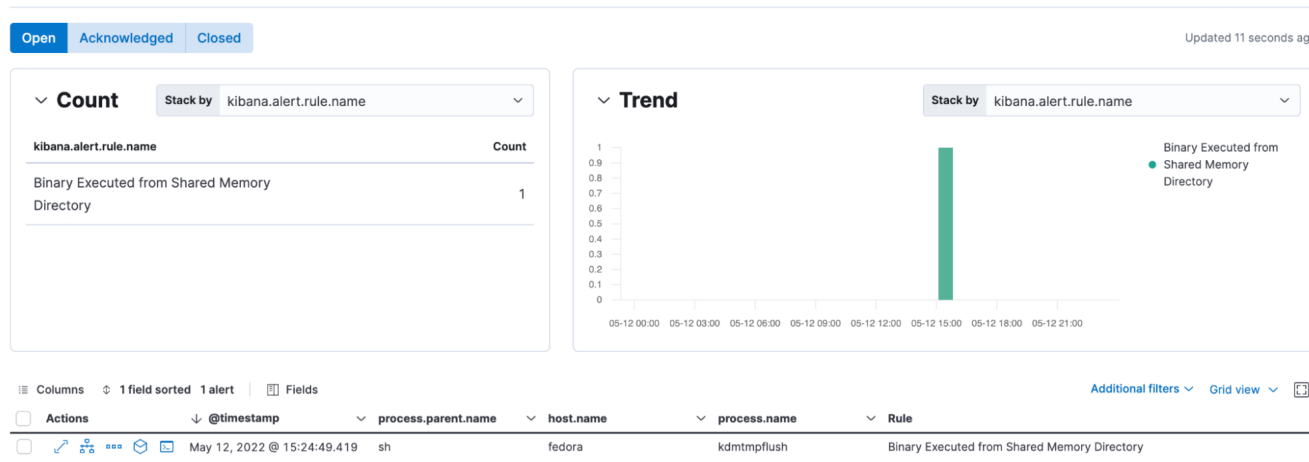 Open Acknowledged Closed
Updated 11 seconds ag
Count
Stack by kibana.alert.rule.name
kibana.alert.rule.name Count
Binary Executed from Shared Memory
Directory
1
Trend
Stack by kibana.alert.rule.name
1
0.9
0.8
0.7
0.6
0.5
0.4
0.3
0.2
0.1
0
05-12 00:00 05-12 03:00 05-12 06:00 05-12 09:00 05-12 12:00 05-12 15:00 05-12 18:00 05-12 21:00
Binary Executed from
Shared Memory
Directory
Columns 1 field sorted 1 alert Fields
Additional filters Grid view
Actions @timestamp process.parent.name host.name process.name Rule
May 12, 2022 @ 15:24:49.419 sh fedora kdmtmpflush Binary Executed from Shared Memory Directory